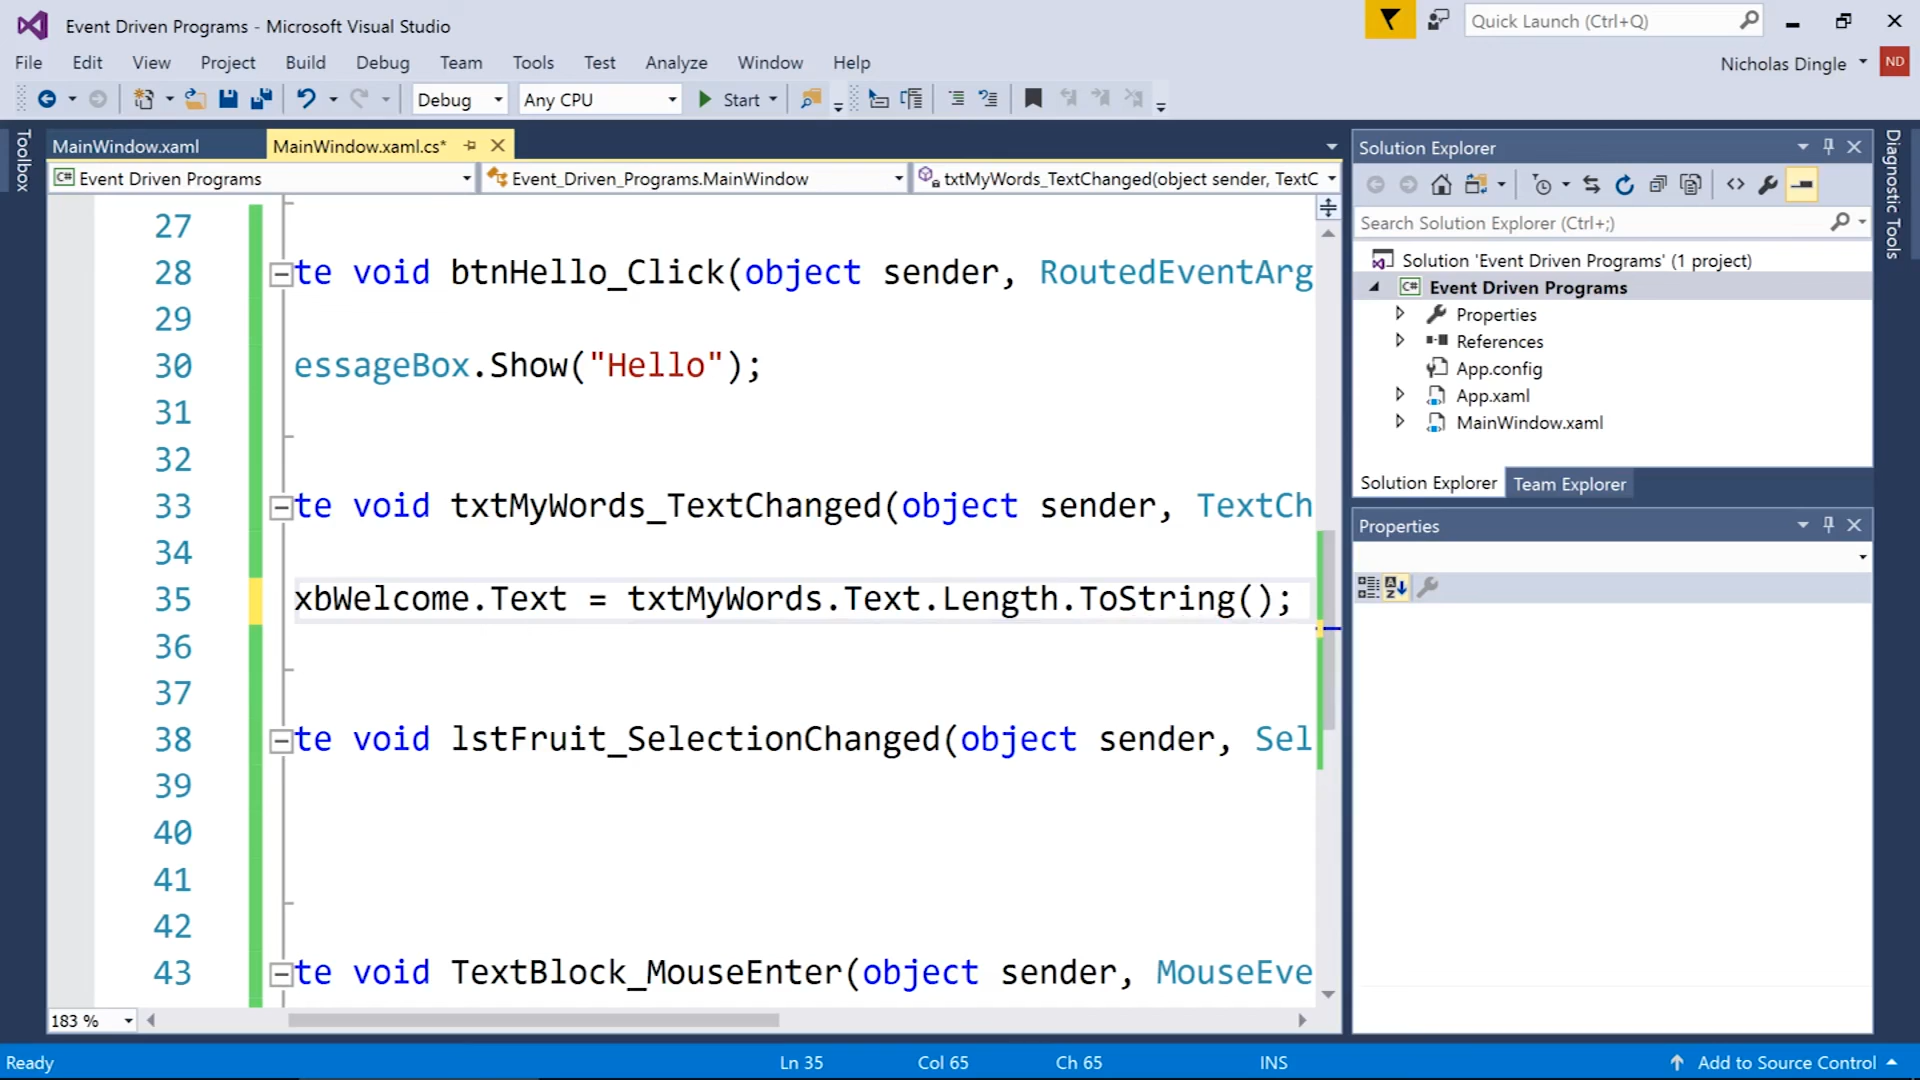 Event Driven Programs - Microsoft Visual Studio
Quick Launch (Ctrl+Q)
File Edit View Project Build Debug Team Tools Test Analyze Window Help
Nicholas Dingle ND
Debug Any CPU Start
Toolbox
MainWindow.xaml MainWindow.xaml.cs*
Event Driven Programs Event_Driven_Programs.MainWindow txtMyWords_TextChanged(object sender, TextC
27
28 te void btnHello_Click(object sender, RoutedEventArg
29
30 essageBox.Show("Hello");
31
32
33 te void txtMyWords_TextChanged(object sender, TextCh
34
35 xbWelcome.Text = txtMyWords.Text.Length.ToString();
36
37
38 te void lstFruit_SelectionChanged(object sender, Sel
39
40
41
42
43 te void TextBlock_MouseEnter(object sender, MouseEve
183 %
Solution Explorer
Search Solution Explorer (Ctrl+;)
Solution 'Event Driven Programs' (1 project)
C# Event Driven Programs
Properties
References
App.config
App.xaml
MainWindow.xaml
Solution Explorer Team Explorer
Properties
Diagnostic Tools
Ready Ln 35 Col 65 Ch 65 INS Add to Source Control